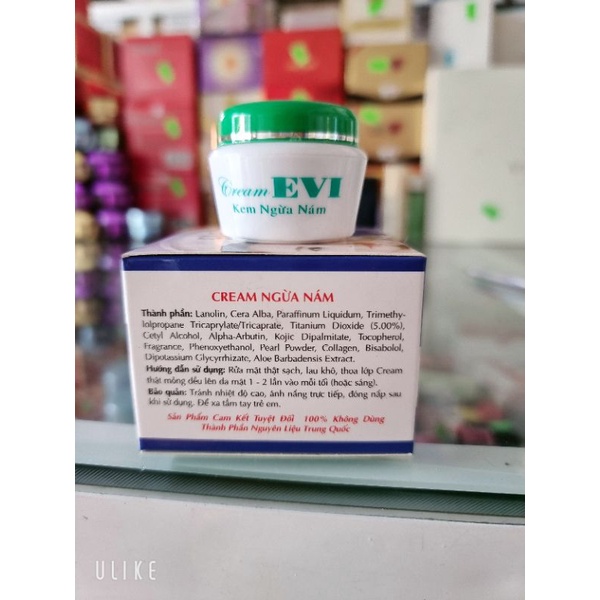 Cream EVI
Kem Ngừa Nám
CREAM NGỪA NÁM
Thành phần: Lanolin, Cera Alba, Paraffinum Liquidum, Trimethy-
lolpropane Tricaprylate/Tricaprate, Titanium Dioxide (5.00%),
Cetyl Alcohol, Alpha-Arbutin, Kojic Dipalmitate, Tocopherol,
Fragrance, Phenoxyethanol, Pearl Powder, Collagen, Bisabolol,
Dipotassium Glycyrrhizate, Aloe Barbadensis Extract.
Hướng dẫn sử dụng: Rửa mặt thật sạch, lau khô, thoa lớp Cream
thật mỏng đều lên da mặt 1 - 2 lần vào mỗi tối (hoặc sáng).
Bảo quản: Tránh nhiệt độ cao, ánh nắng trực tiếp, đóng nắp sau
khi sử dụng. Để xa tầm tay trẻ em.
Sản Phẩm Cam Kết Tuyệt Đối 100% Không Dùng
Thành Phần Nguyên Liệu Trung Quốc
ULIKE